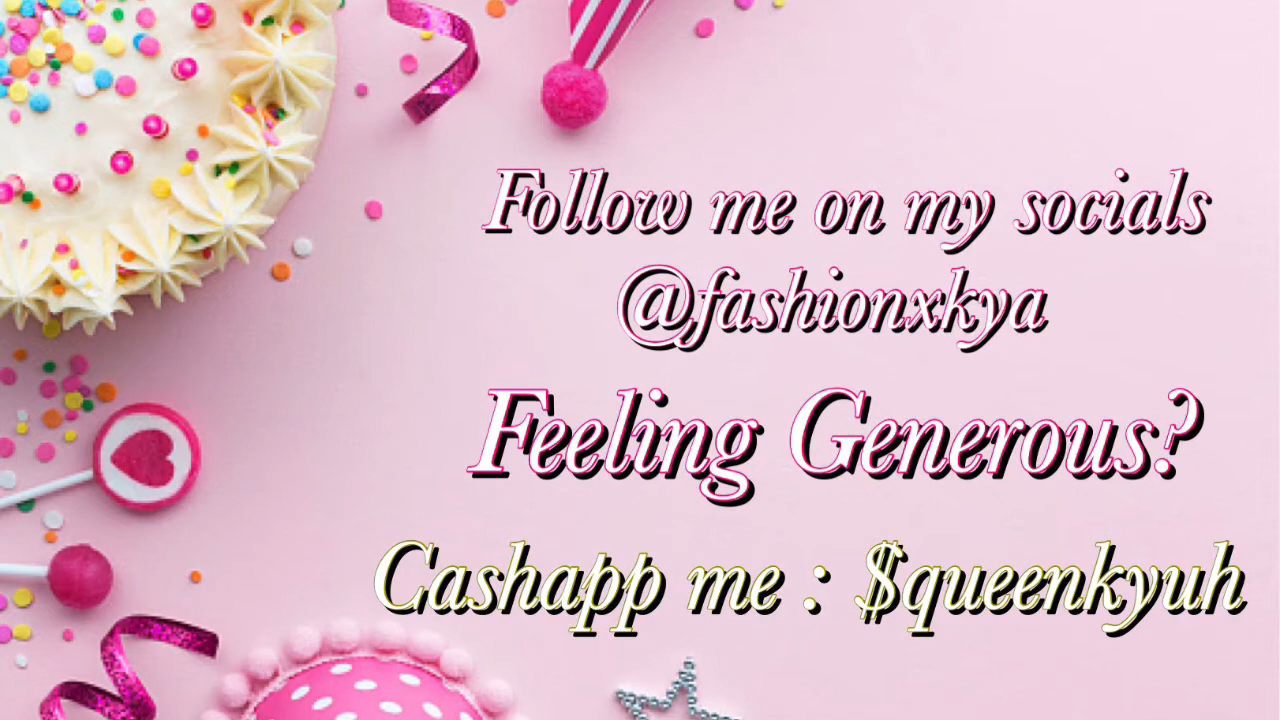 Follow me on my socials
@fashionxkya
Feeling Generous?
Cashapp me : $queenkyuh